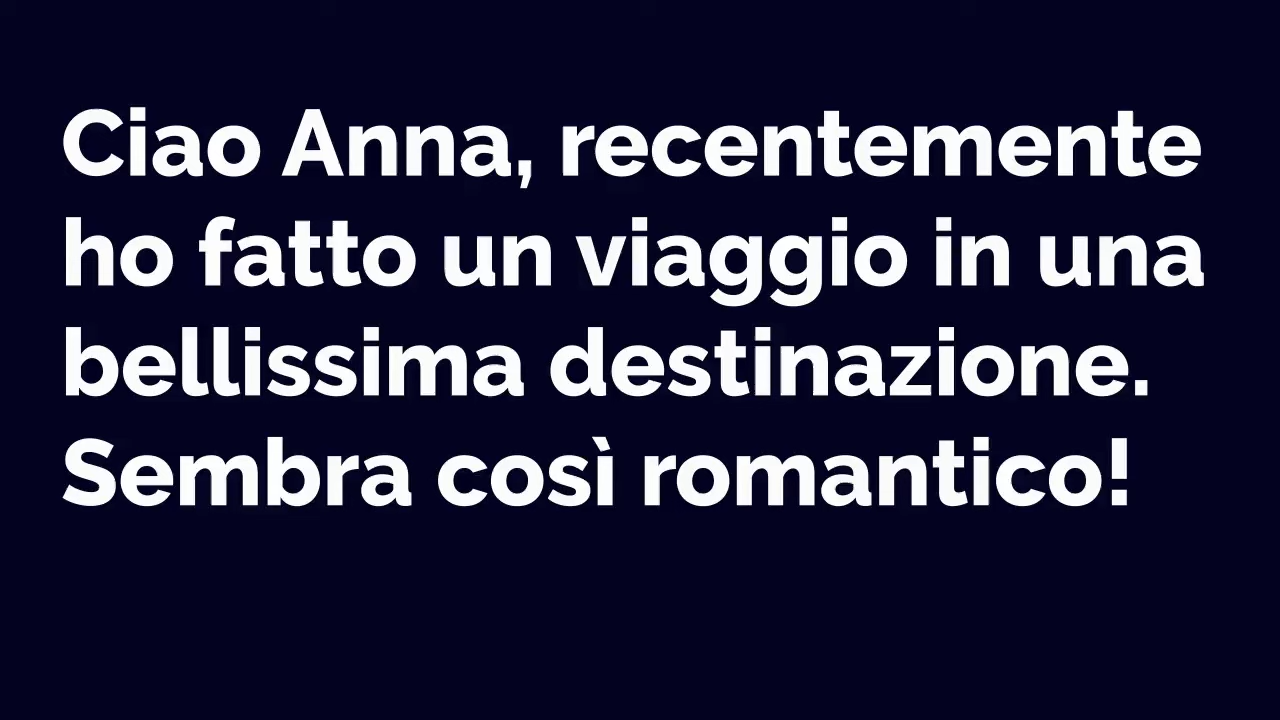 Ciao Anna, recentemente
ho fatto un viaggio in una
bellissima destinazione.
Sembra così romantico!